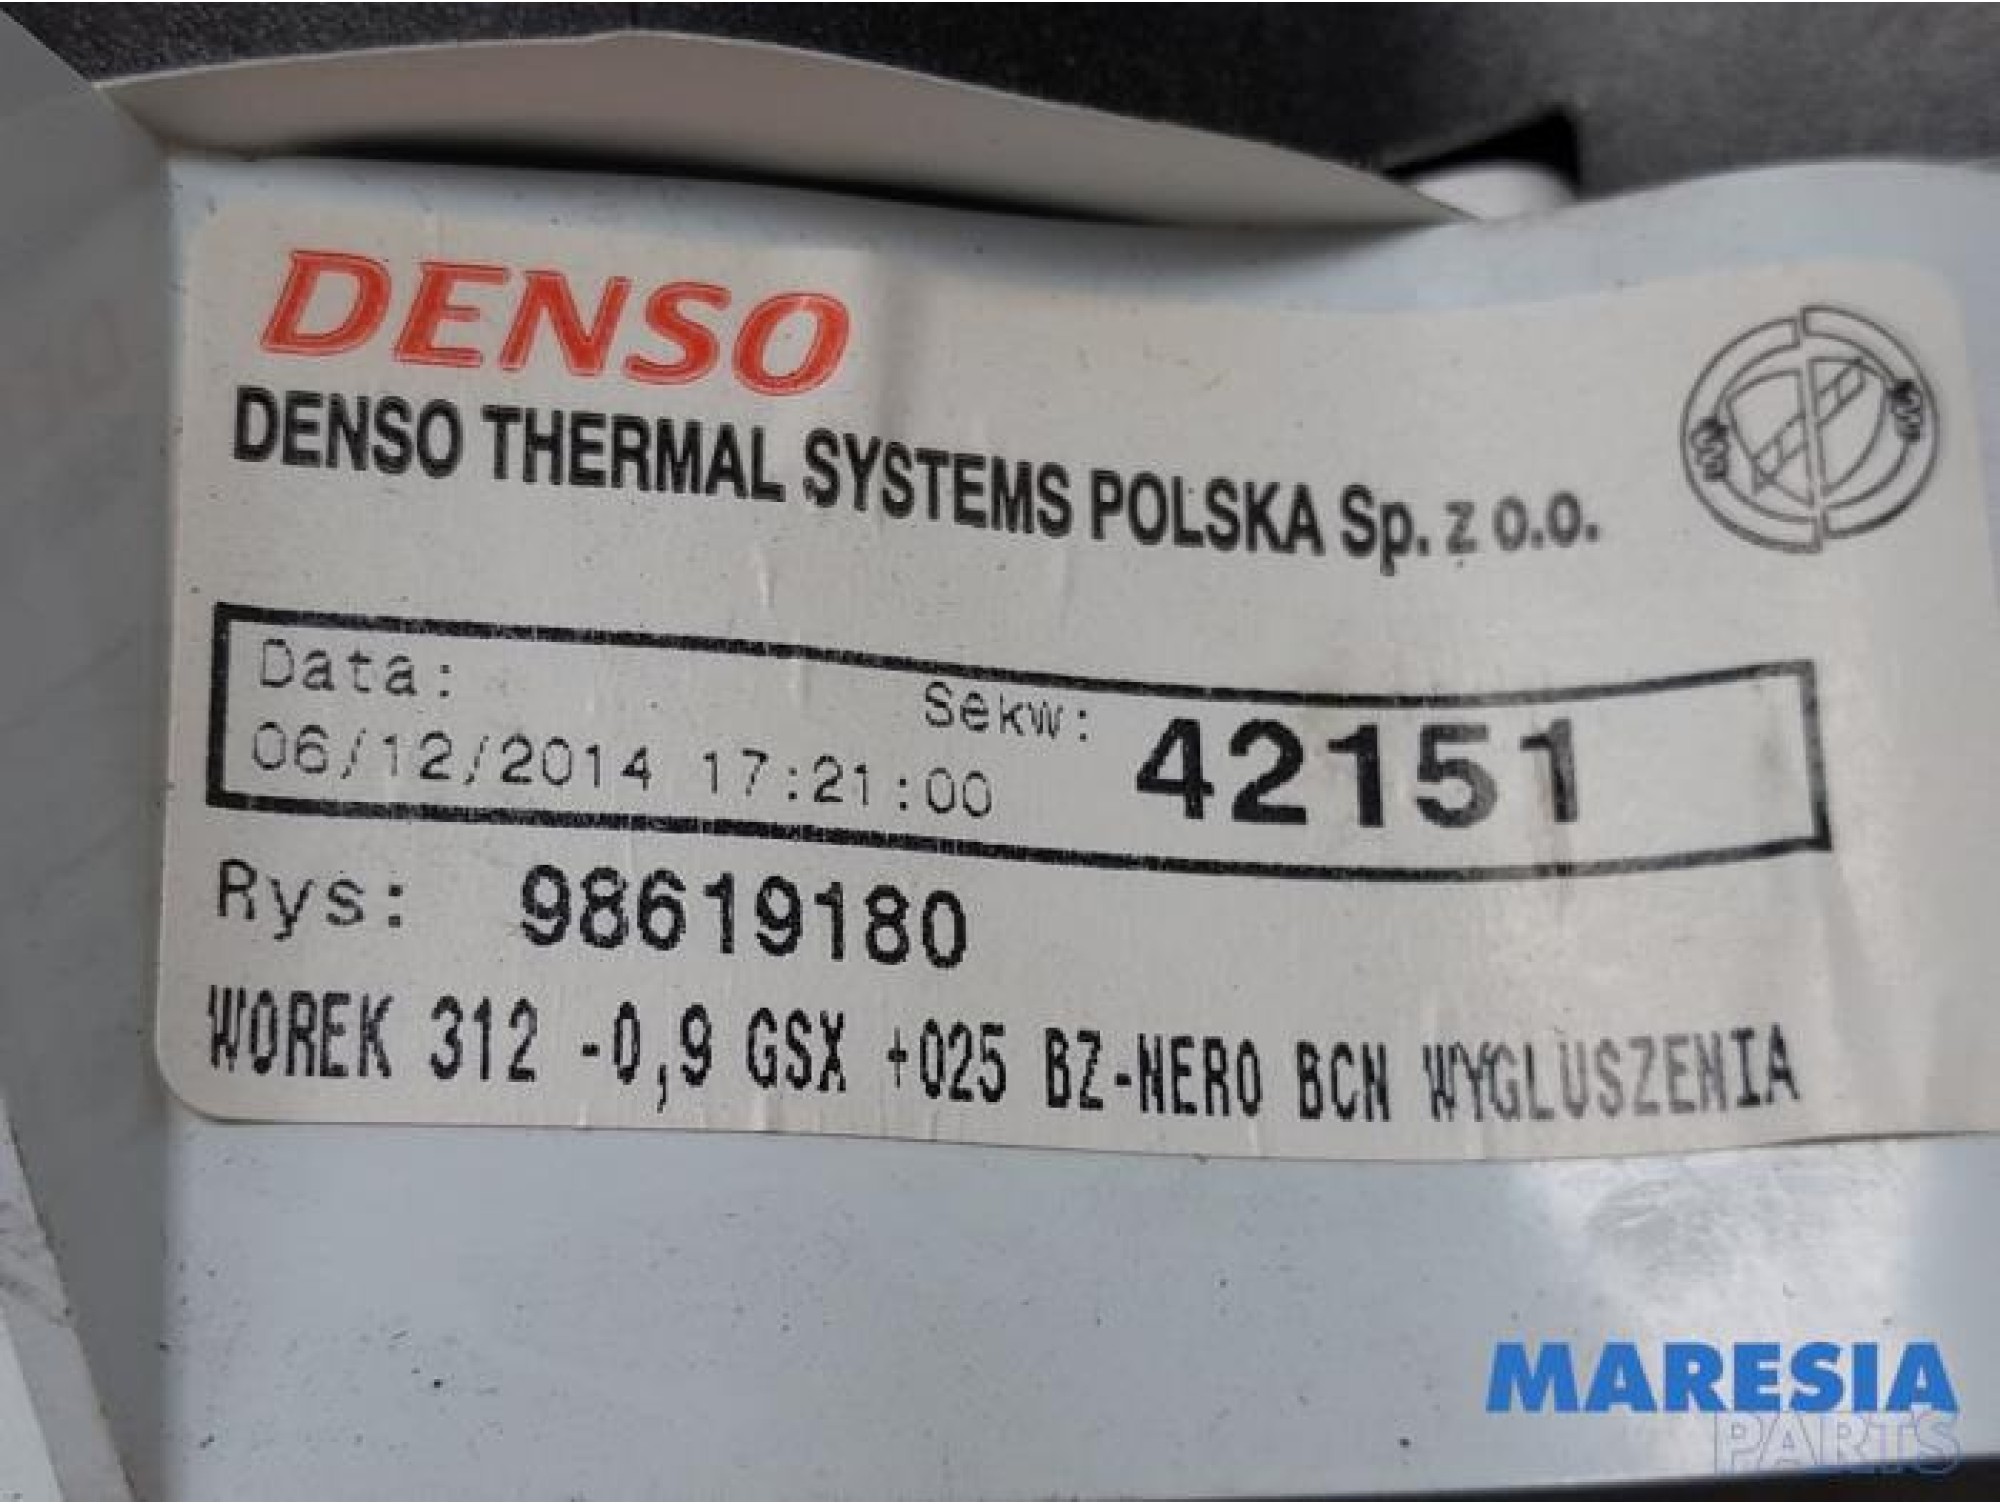 DENSO
DENSO THERMAL SYSTEMS POLSKA Sp. z o.o.
Data: Sekw: 42151
06/12/2014 17:21:00
Rys: 98619180
WOREK 312 -0,9 GSX +025 BZ-NERO BCN WYGLUSZENIA
MARESIA
PARTS